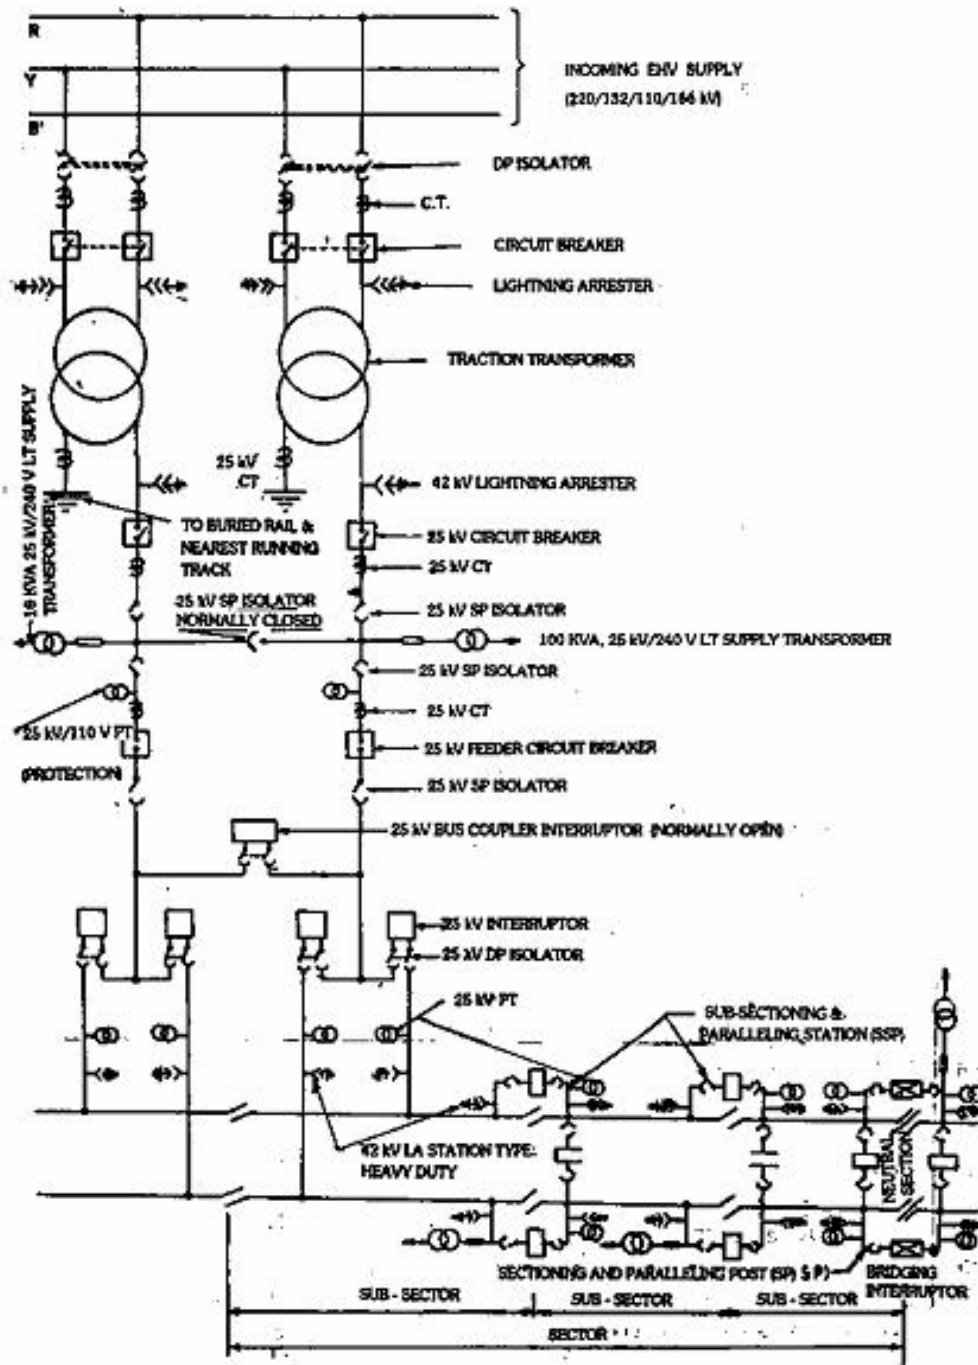 R
Y
B'
INCOMING EHV SUPPLY
(220/132/110/166 kV)
DP ISOLATOR
C.T.
CIRCUIT BREAKER
LIGHTNING ARRESTER
TRACTION TRANSFORMER
10 KVA 25 kV/240 V LT SUPPLY
TRANSFORMER
25 kV
CT
42 kV LIGHTNING ARRESTER
TO BURIED RAIL &
NEAREST RUNNING
TRACK
25 kV CIRCUIT BREAKER
25 kV CT
25 kV SP ISOLATOR
NORMALLY CLOSED
25 kV SP ISOLATOR
100 KVA, 25 kV/240 V LT SUPPLY TRANSFORMER
25 kV SP ISOLATOR
25 kV CT
25 kV/110 V PT
(PROTECTION)
25 kV FEEDER CIRCUIT BREAKER
25 kV SP ISOLATOR
25 kV BUS COUPLER INTERRUPTOR (NORMALLY OPEN)
25 kV INTERRUPTOR
25 kV DP ISOLATOR
25 kV PT
SUB-SECTIONING &
PARALLELING STATION (SSP)
42 kV LA STATION TYPE:
HEAVY DUTY
NEUTRAL
SECTION
SECTIONING AND PARALLELING POST (SP)
BRIDGING
INTERRUPTOR
SUB - SECTOR
SUB - SECTOR
SUB - SECTOR
SECTOR